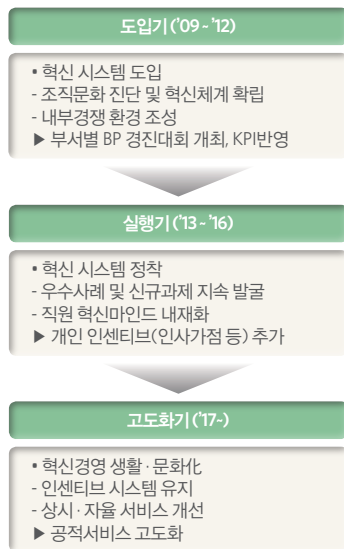 도입기('09 ~ '12)
• 혁신 시스템 도입
- 조직문화 진단 및 혁신체계 확립
- 내부경쟁 환경 조성
▶ 부서별 BP 경진대회 개최, KPI반영
실행기('13 ~ '16)
• 혁신 시스템 정착
- 우수사례 및 신규과제 지속 발굴
- 직원 혁신마인드 내재화
▶ 개인 인센티브(인사가점 등) 추가
고도화기('17~)
• 혁신경영 생활·문화化
- 인센티브 시스템 유지
- 상시·자율 서비스 개선
▶ 공적서비스 고도화